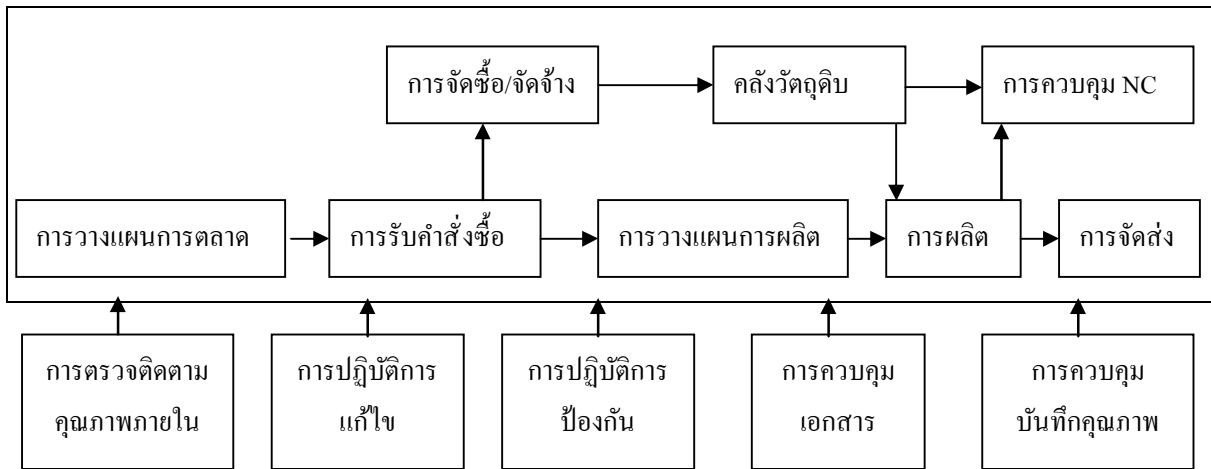 การจัดซื้อ/จัดจ้าง
คลังวัตถุดิบ
การควบคุม NC
การวางแผนการตลาด
การรับคำสั่งซื้อ
การวางแผนการผลิต
การผลิต
การจัดส่ง
การตรวจติดตาม
คุณภาพภายใน
การปฏิบัติการ
แก้ไข
การปฏิบัติการ
ป้องกัน
การควบคุม
เอกสาร
การควบคุม
บันทึกคุณภาพ